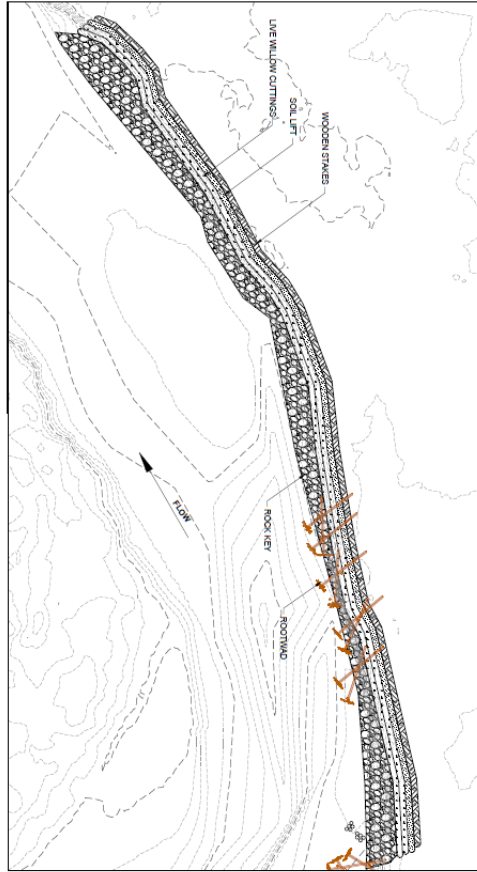 LIVE WILLOW CUTTINGS
SOIL LIFT
WOODEN STAKES
FLOW
ROCK KEY
ROOTWAD